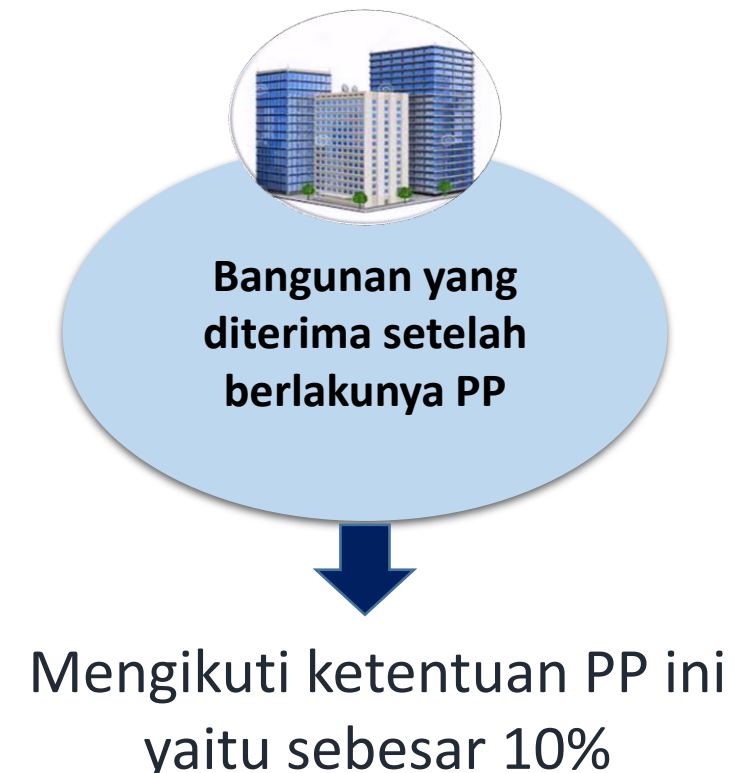 Bangunan yang
diterima setelah
berlakunya PP
Mengikuti ketentuan PP ini
yaitu sebesar 10%